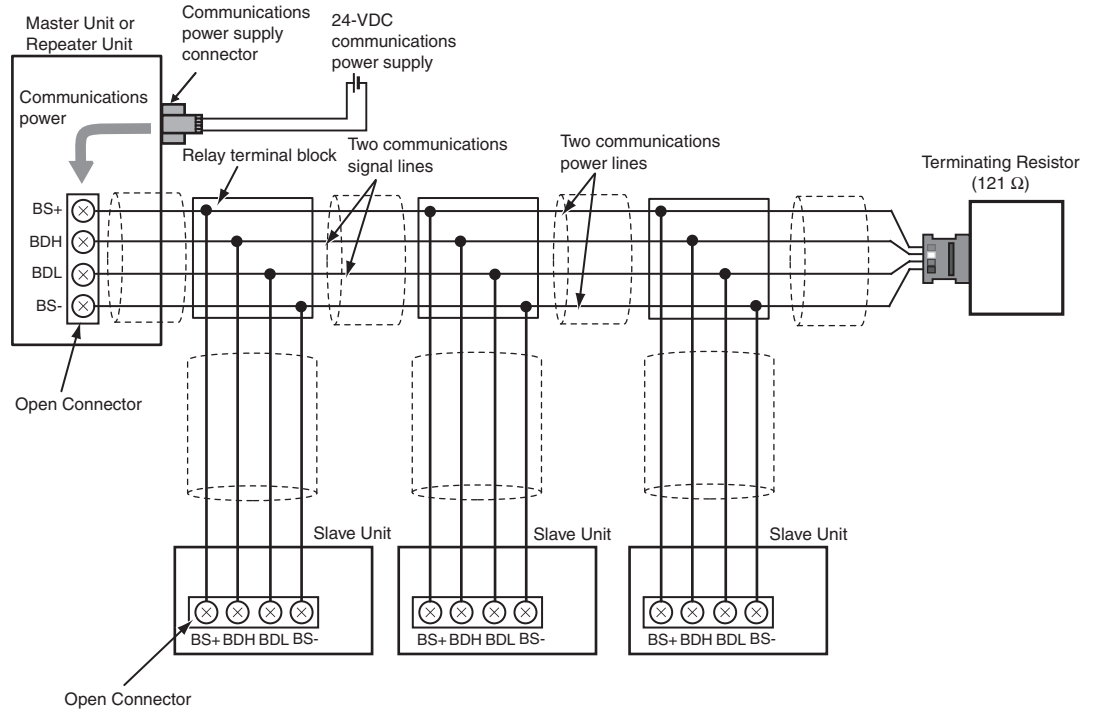 Master Unit or
Repeater Unit
Communications
power supply
connector
24-VDC
communications
power supply
Communications
power
Relay terminal block
Two communications
signal lines
Two communications
power lines
Terminating Resistor
(121 Ω)
BS+
BDH
BDL
BS-
Open Connector
Slave Unit
Slave Unit
Slave Unit
BS+ BDH BDL BS-
BS+ BDH BDL BS-
BS+ BDH BDL BS-
Open Connector